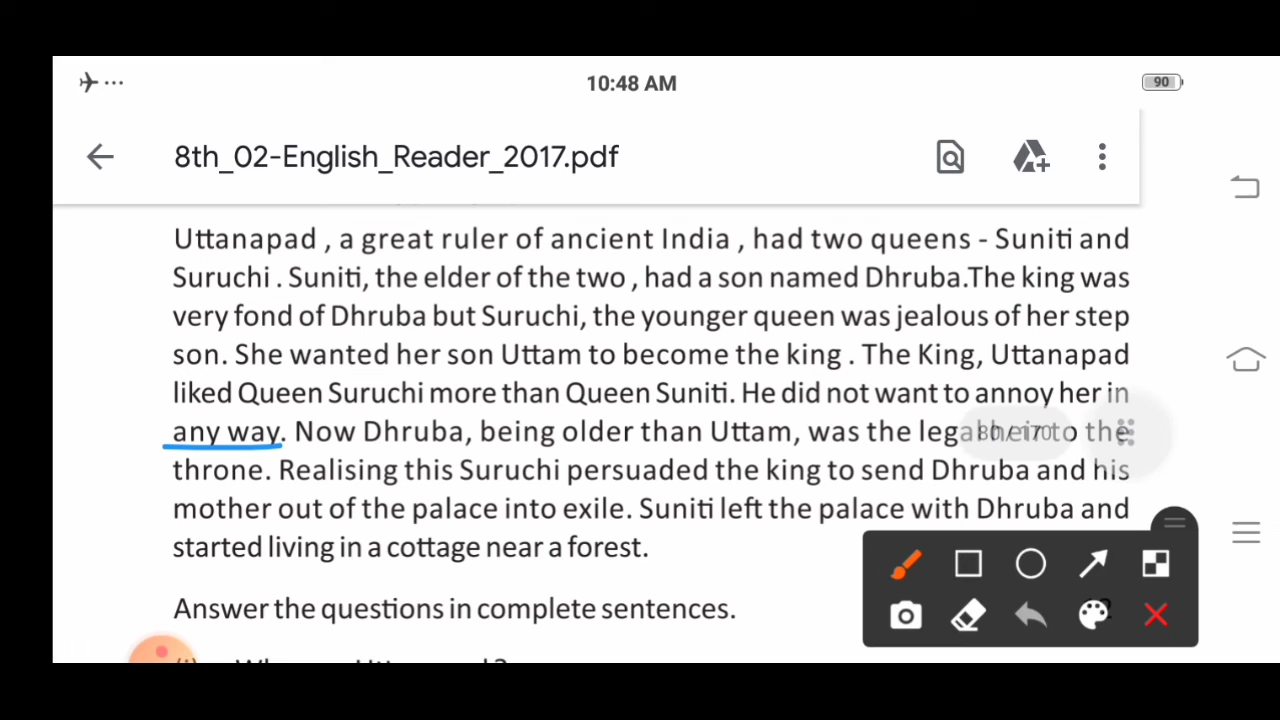 10:48 AM
90
8th_02-English_Reader_2017.pdf
Uttanapad , a great ruler of ancient India , had two queens - Suniti and
Suruchi . Suniti, the elder of the two , had a son named Dhruba.The king was
very fond of Dhruba but Suruchi, the younger queen was jealous of her step
son. She wanted her son Uttam to become the king . The King, Uttanapad
liked Queen Suruchi more than Queen Suniti. He did not want to annoy her in
any way. Now Dhruba, being older than Uttam, was the legal heir to the
80 / 170
throne. Realising this Suruchi persuaded the king to send Dhruba and his
mother out of the palace into exile. Suniti left the palace with Dhruba and
started living in a cottage near a forest.
Answer the questions in complete sentences.